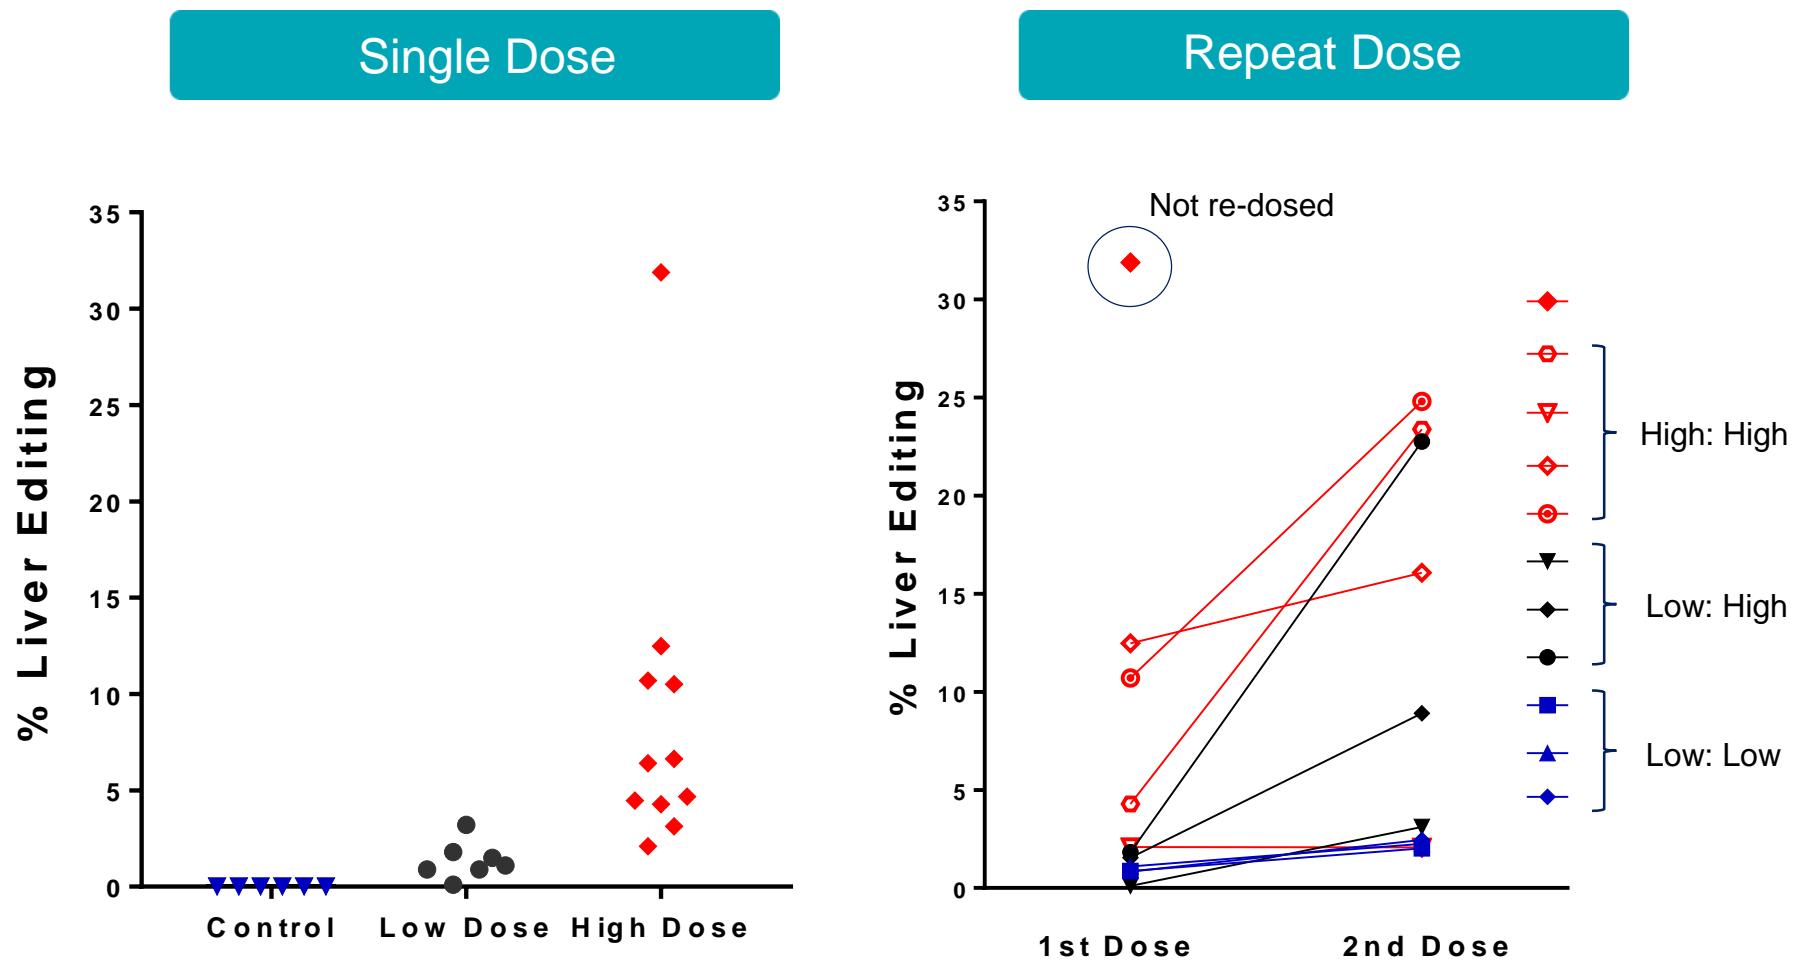 Single Dose
% Liver Editing
35
30
25
20
15
10
5
0
Control
Low Dose
High Dose
Repeat Dose
Not re-dosed
% Liver Editing
35
30
25
20
15
10
5
0
1st Dose
2nd Dose
High: High
Low: High
Low: Low